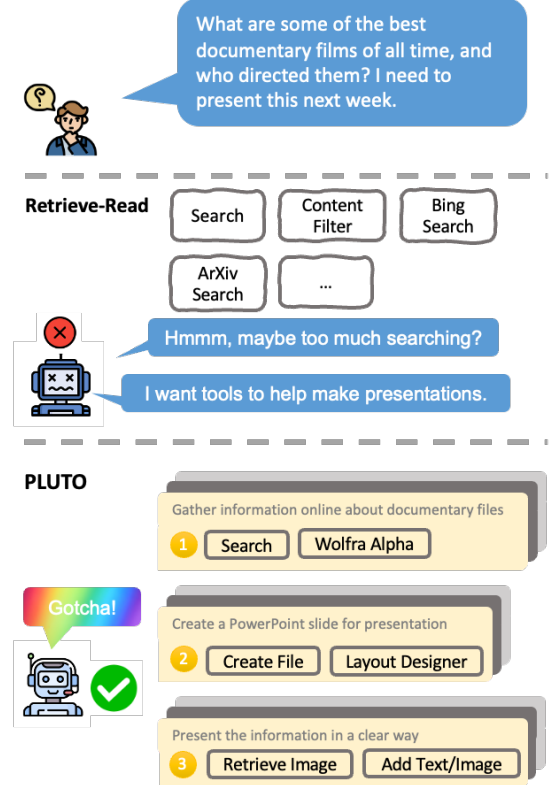 What are some of the best
documentary films of all time, and
who directed them? I need to
present this next week.
Retrieve-Read
Search
Content
Filter
Bing
Search
ArXiv
Search
...
Hmmm, maybe too much searching?
I want tools to help make presentations.
PLUTO
Gather information online about documentary files
1
Search
Wolfra Alpha
Gotcha!
Create a PowerPoint slide for presentation
2
Create File
Layout Designer
Present the information in a clear way
3
Retrieve Image
Add Text/Image